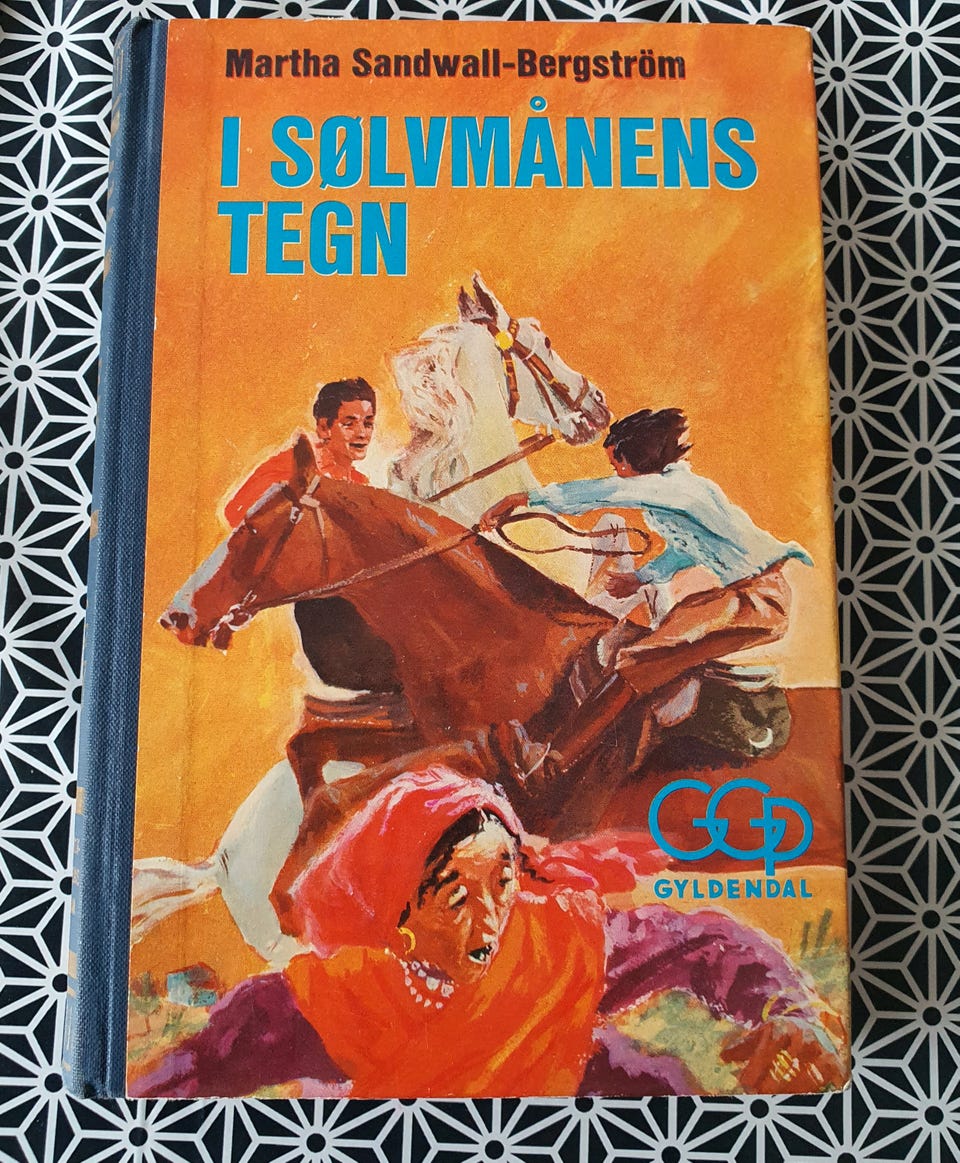 Martha Sandwall-Bergström
I SØLVMÅNENS
TEGN
GGP
GYLDENDAL